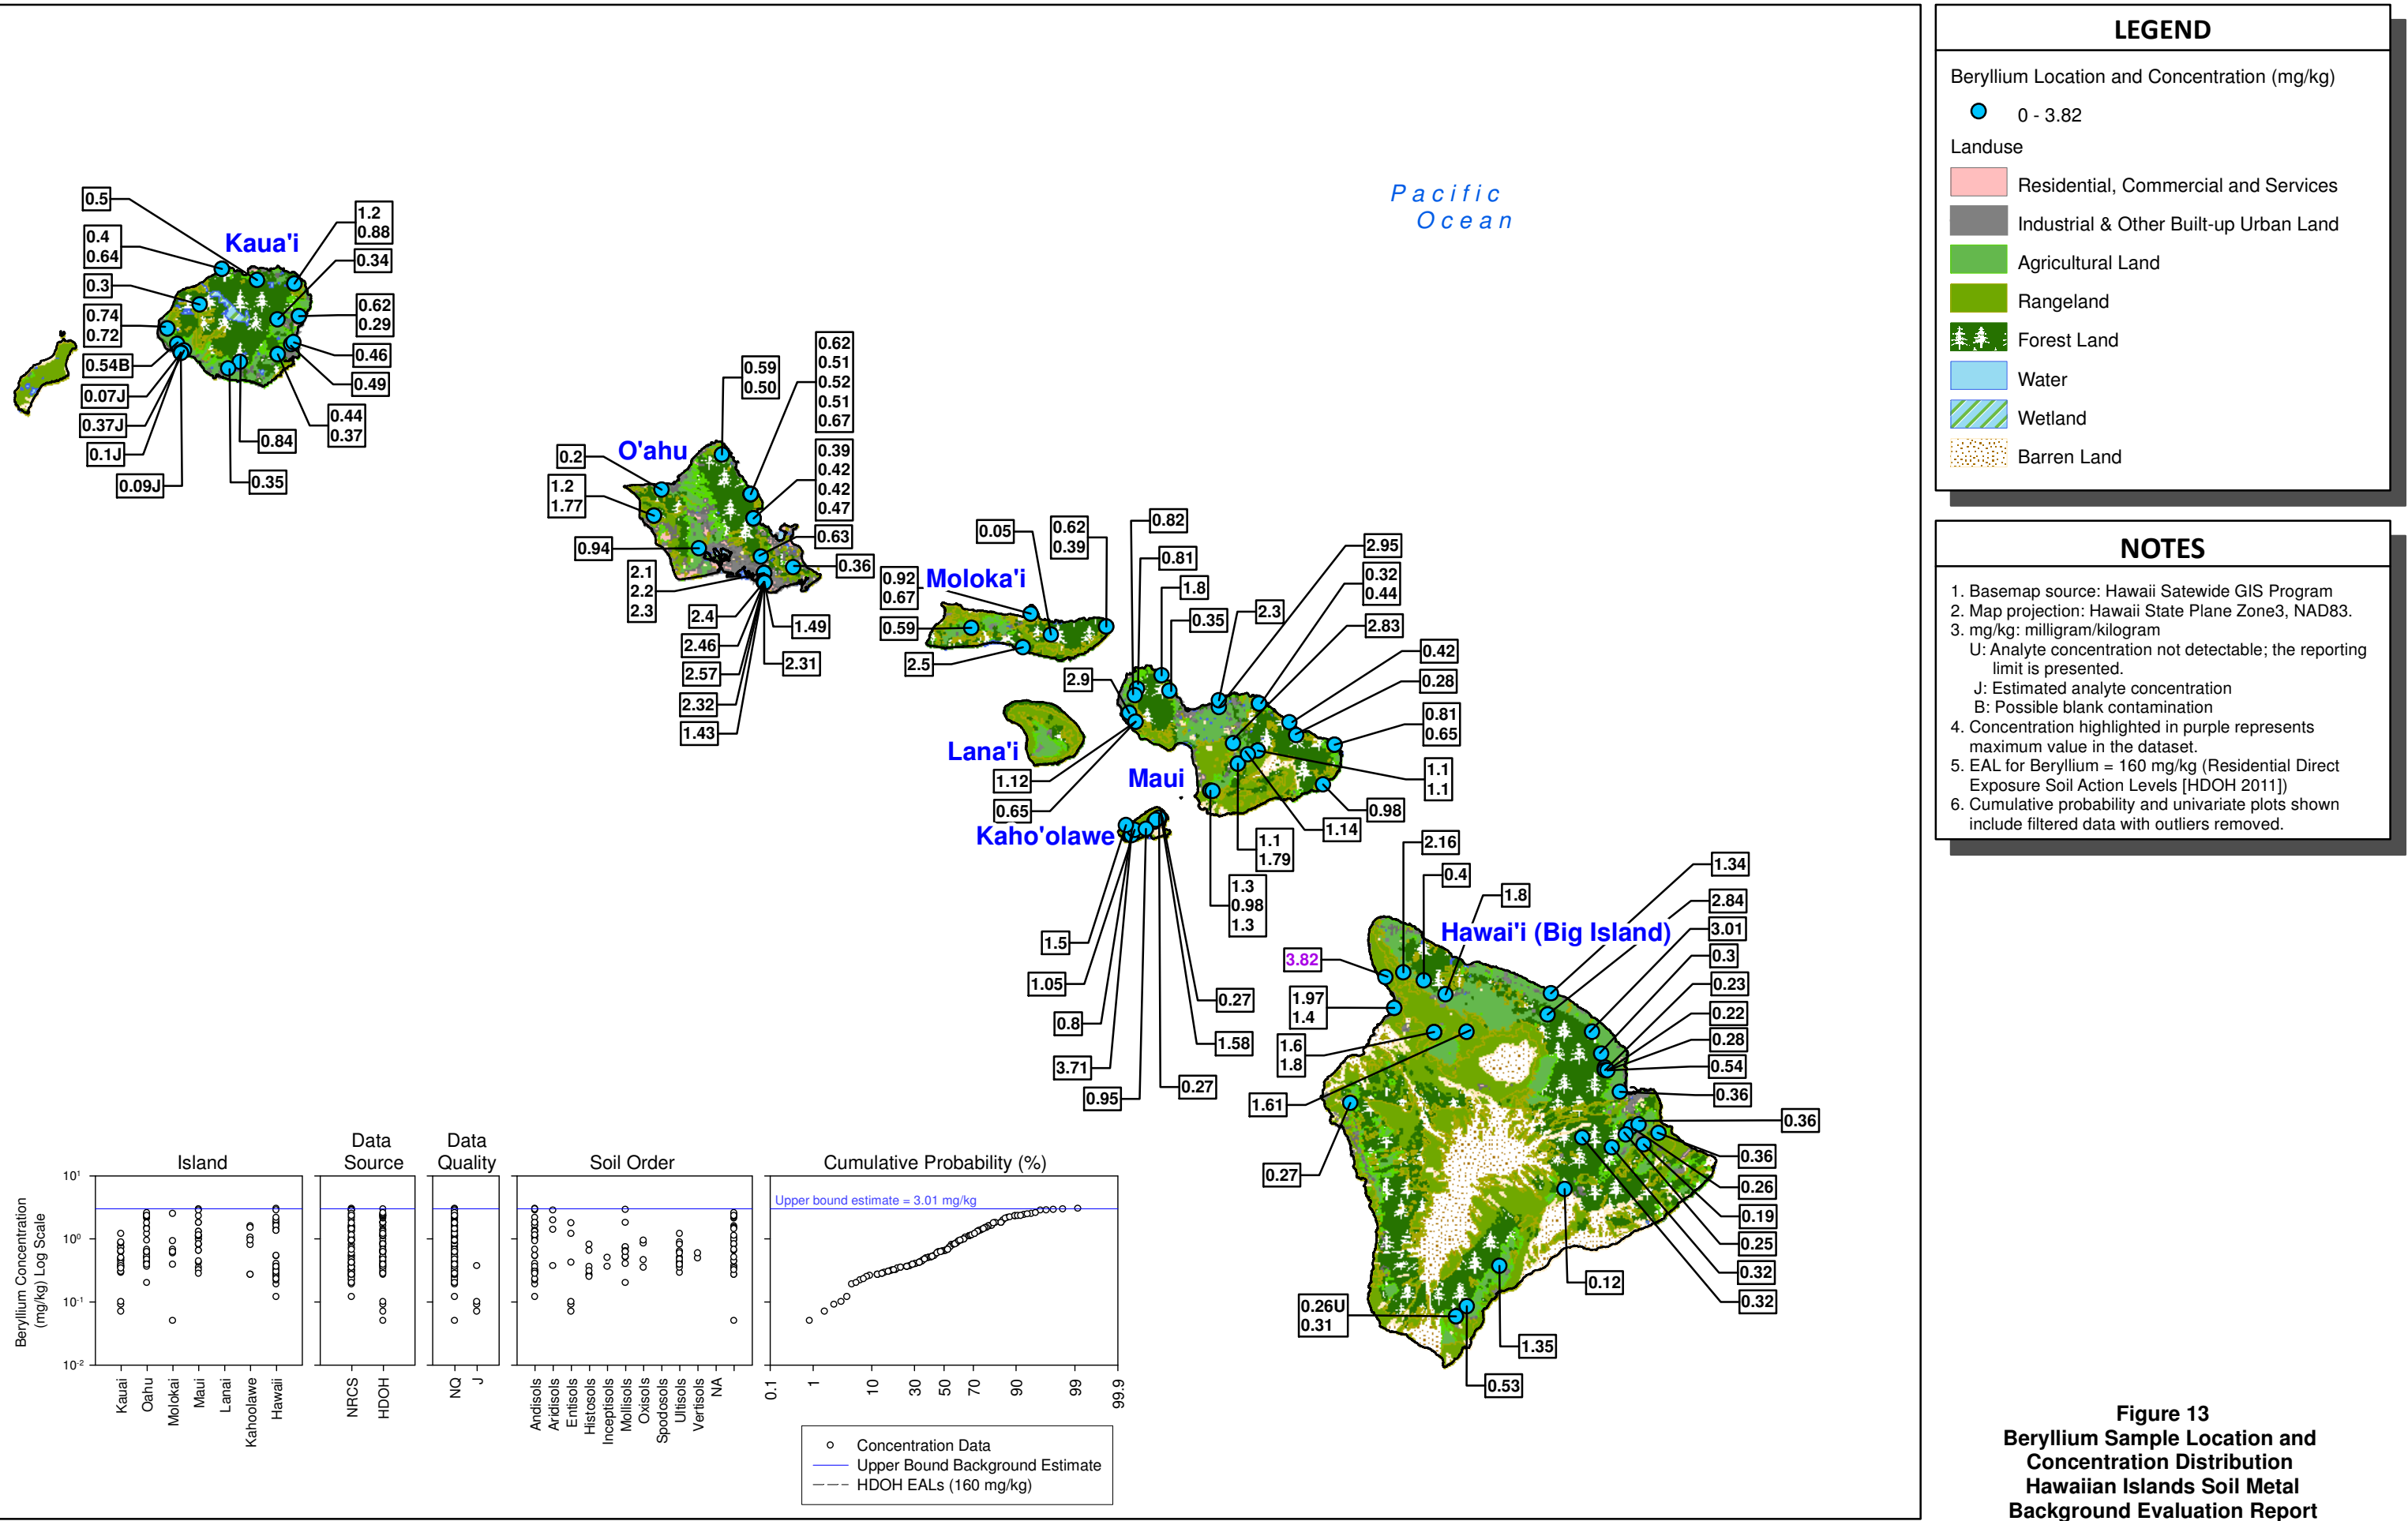 Pacific
Ocean
Kaua'i
0.5
0.4
0.64
0.3
0.74
0.72
0.54B
0.07J
0.37J
0.1J
0.09J
1.2
0.88
0.34
0.62
0.29
0.46
0.49
0.44
0.37
0.84
0.35
O'ahu
0.2
1.2
1.77
0.94
2.1
2.2
2.3
2.4
2.46
2.57
2.32
1.43
0.59
0.50
0.62
0.51
0.52
0.51
0.67
0.39
0.42
0.42
0.47
0.63
0.36
1.49
2.31
Moloka'i
0.05
0.62
0.39
0.92
0.67
0.59
2.5
Lana'i
Maui
0.82
0.81
1.8
0.35
2.9
2.3
2.95
0.32
0.44
2.83
0.42
0.28
0.81
0.65
1.1
1.1
0.98
1.14
1.1
1.79
1.3
0.98
1.3
1.12
0.65
Kaho'olawe
1.5
1.05
0.8
3.71
0.95
0.27
1.58
0.27
Hawai'i (Big Island)
2.16
0.4
1.8
3.82
1.97
1.4
1.6
1.8
1.61
0.27
1.34
2.84
3.01
0.3
0.23
0.22
0.28
0.54
0.36
0.36
0.36
0.26
0.19
0.25
0.32
0.32
0.12
0.26U
0.31
1.35
0.53
LEGEND
Beryllium Location and Concentration (mg/kg)
0 - 3.82
Landuse
Residential, Commercial and Services
Industrial & Other Built-up Urban Land
Agricultural Land
Rangeland
Forest Land
Water
Wetland
Barren Land
NOTES
1. Basemap source: Hawaii Satewide GIS Program
2. Map projection: Hawaii State Plane Zone3, NAD83.
3. mg/kg: milligram/kilogram
U: Analyte concentration not detectable; the reporting
limit is presented.
J: Estimated analyte concentration
B: Possible blank contamination
4. Concentration highlighted in purple represents
maximum value in the dataset.
5. EAL for Beryllium = 160 mg/kg (Residential Direct
Exposure Soil Action Levels [HDOH 2011])
6. Cumulative probability and univariate plots shown
include filtered data with outliers removed.
Beryllium Concentration
(mg/kg) Log Scale
10¹
10⁰
10⁻¹
10⁻²
Island
Kauai
Oahu
Molokai
Maui
Lanai
Kahoolawe
Hawaii
Data
Source
NRCS
HDOH
Data
Quality
NQ
J
Soil Order
Andisols
Aridisols
Entisols
Histosols
Inceptisols
Mollisols
Oxisols
Spodosols
Ultisols
Vertisols
NA
Cumulative Probability (%)
Upper bound estimate = 3.01 mg/kg
0.1
1
10
30
50
70
90
99
99.9
Concentration Data
Upper Bound Background Estimate
HDOH EALs (160 mg/kg)
Figure 13
Beryllium Sample Location and
Concentration Distribution
Hawaiian Islands Soil Metal
Background Evaluation Report